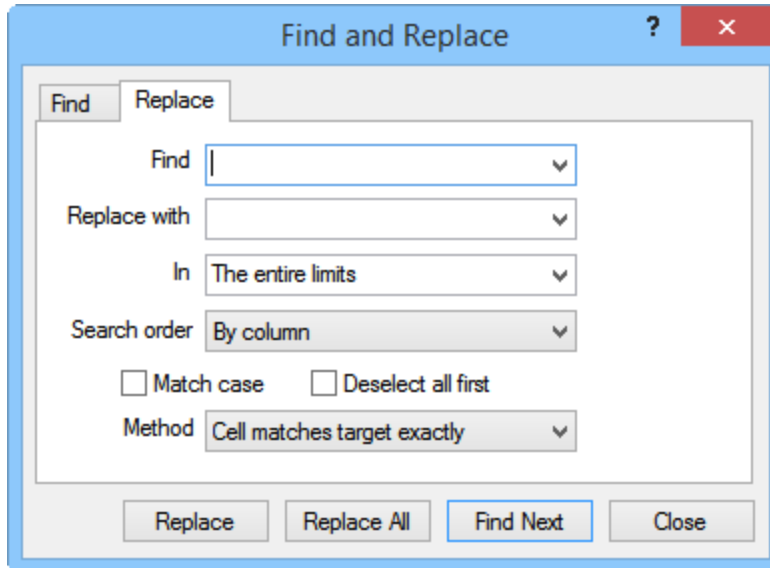 Find and Replace ?
Find Replace
Find
Replace with
In The entire limits
Search order By column
Match case Deselect all first
Method Cell matches target exactly
Replace Replace All Find Next Close